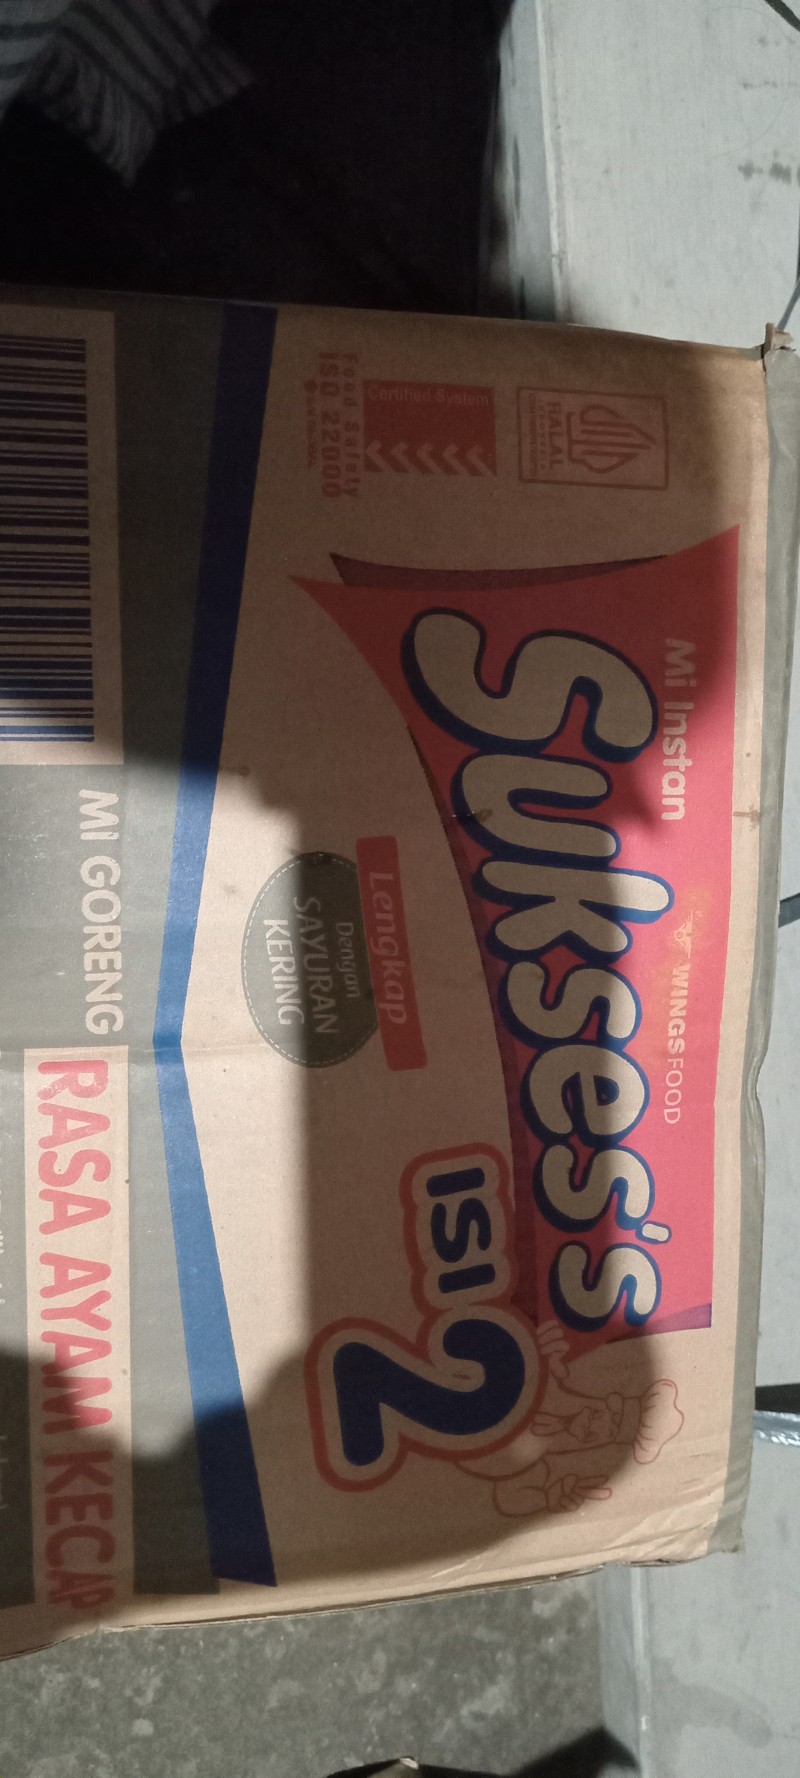 Mi Instan
WINGSFOOD
Sukses's
ISI 2
Lengkap
Dengan
SAYURAN
KERING
HALAL
INDONESIA
Certified System
Food Safety
ISO 22000
MI GORENG
RASA AYAM KECAP